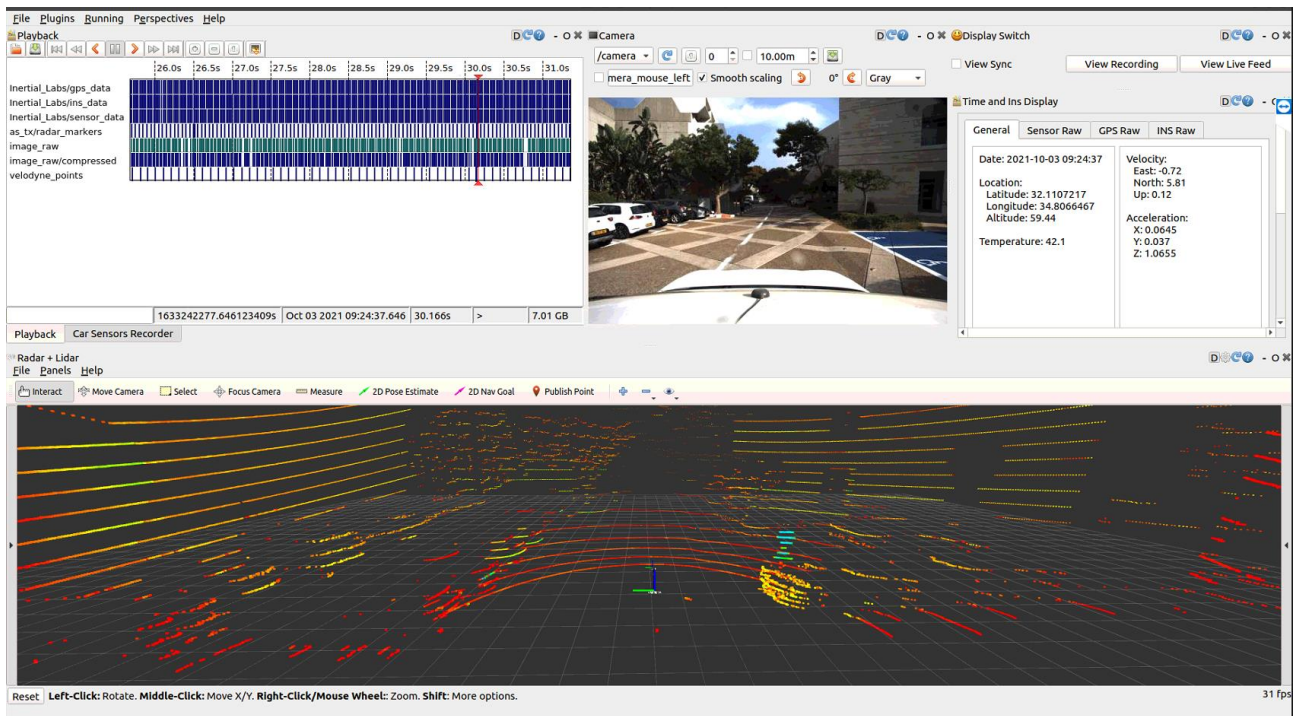 File Plugins Running Perspectives Help
Playback
26.0s 26.5s 27.0s 27.5s 28.0s 28.5s 29.0s 29.5s 30.0s 30.5s 31.0s
Inertial_Labs/gps_data
Inertial_Labs/ins_data
Inertial_Labs/sensor_data
as_tx/radar_markers
image_raw
image_raw/compressed
velodyne_points
1633242277.646123409s Oct 03 2021 09:24:37.646 30.166s > 7.01 GB
Playback Car Sensors Recorder
Camera
/camera 0 10.00m
mera_mouse_left Smooth scaling 0° Gray
Display Switch
View Sync View Recording View Live Feed
Time and Ins Display
General Sensor Raw GPS Raw INS Raw
Date: 2021-10-03 09:24:37
Location:
Latitude: 32.1107217
Longitude: 34.8066467
Altitude: 59.44
Temperature: 42.1
Velocity:
East: -0.72
North: 5.81
Up: 0.12
Acceleration:
X: 0.0645
Y: 0.037
Z: 1.0655
Radar + Lidar
File Panels Help
Interact Move Camera Select Focus Camera Measure 2D Pose Estimate 2D Nav Goal Publish Point
Reset Left-Click: Rotate. Middle-Click: Move X/Y. Right-Click/Mouse Wheel:: Zoom. Shift: More options. 31 fps